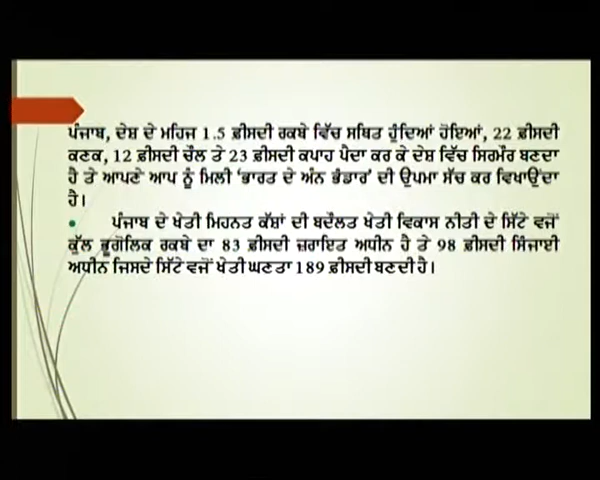 ਪੰਜਾਬ, ਦੇਸ਼ ਦੇ ਮਹਿਜ 1.5 ਫ਼ੀਸਦੀ ਰਕਬੇ ਵਿੱਚ ਸਥਿਤ ਹੁੰਦਿਆਂ ਹੋਇਆਂ, 22 ਫ਼ੀਸਦੀ
ਕਣਕ, 12 ਫ਼ੀਸਦੀ ਚੌਲ ਤੇ 23 ਫ਼ੀਸਦੀ ਕਪਾਹ ਪੈਦਾ ਕਰ ਕੇ ਦੇਸ਼ ਵਿੱਚ ਸਿਰਮੌਰ ਬਣਦਾ
ਹੈ ਤੇ ਆਪਣੇ ਆਪ ਨੂੰ ਮਿਲੀ ‘ਭਾਰਤ ਦੇ ਅੰਨ ਭੰਡਾਰ’ ਦੀ ਉਪਮਾ ਸੱਚ ਕਰ ਵਿਖਾਉਂਦਾ
ਹੈ।
• ਪੰਜਾਬ ਦੇ ਖੇਤੀ ਮਿਹਨਤ ਕੱਸ਼ਾਂ ਦੀ ਬਦੌਲਤ ਖੇਤੀ ਵਿਕਾਸ ਨੀਤੀ ਦੇ ਸਿੱਟੇ ਵਜੋਂ
ਕੁੱਲ ਭੂਗੋਲਿਕ ਰਕਬੇ ਦਾ 83 ਫ਼ੀਸਦੀ ਜ਼ਰਾਇਤ ਅਧੀਨ ਹੈ ਤੇ 98 ਫ਼ੀਸਦੀ ਸਿੰਜਾਈ
ਅਧੀਨ ਜਿਸਦੇ ਸਿੱਟੇ ਵਜੋਂ ਖੇਤੀ ਘਣਤਾ 189 ਫ਼ੀਸਦੀ ਬਣਦੀ ਹੈ।